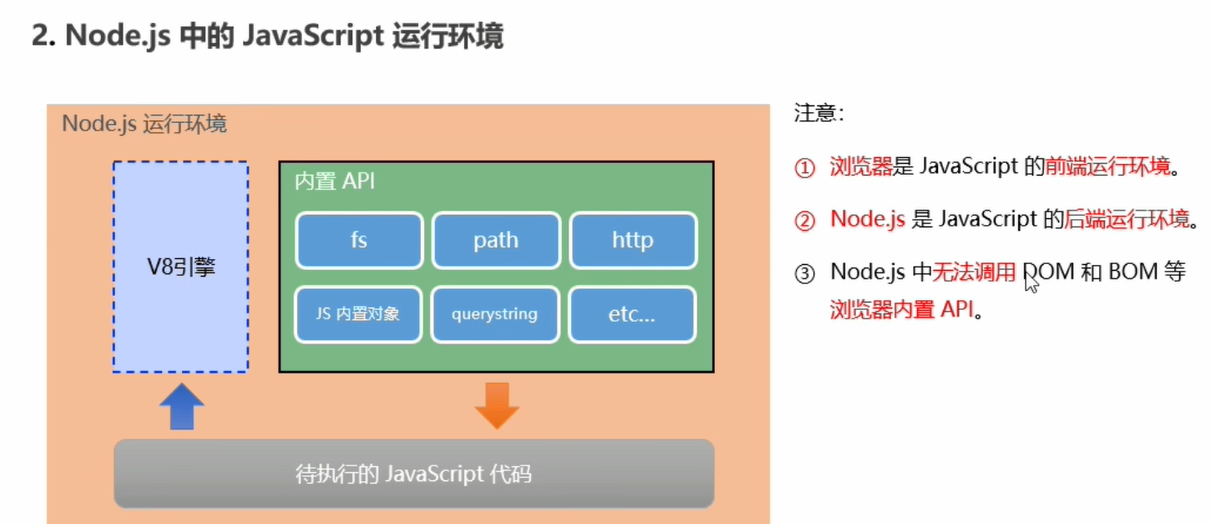 2. Node.js 中的 JavaScript 运行环境
Node.js 运行环境
V8引擎
内置 API
fs
path
http
JS 内置对象
querystring
etc...
待执行的 JavaScript 代码
注意：
① 浏览器是 JavaScript 的前端运行环境。
② Node.js 是 JavaScript 的后端运行环境。
③ Node.js 中无法调用 DOM 和 BOM 等
浏览器内置 API。